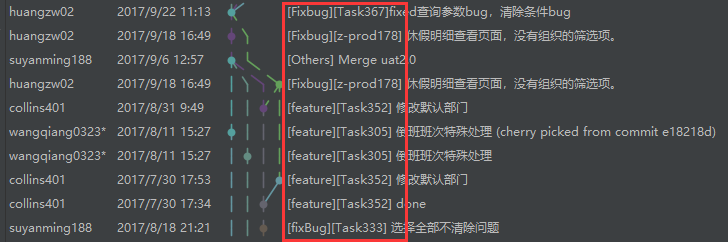 huangzw02 2017/9/22 11:13 [Fixbug][Task367]fixed查询参数bug，清除条件bug
huangzw02 2017/9/18 16:49 [Fixbug][z-prod178] 休假明细查看页面，没有组织的筛选项。
suyanming188 2017/9/6 12:57 [Others] Merge uat2.0
huangzw02 2017/9/18 16:49 [Fixbug][z-prod178] 休假明细查看页面，没有组织的筛选项。
collins401 2017/8/31 9:49 [feature][Task352] 修改默认部门
wangqiang0323* 2017/8/11 15:27 [feature][Task305] 倒班班次特殊处理 (cherry picked from commit e18218d)
wangqiang0323* 2017/8/11 15:27 [feature][Task305] 倒班班次特殊处理
collins401 2017/7/30 17:53 [feature][Task352] 修改默认部门
collins401 2017/7/30 17:34 [feature][Task352] done
suyanming188 2017/8/18 21:21 [fixBug][Task333] 选择全部不清除问题